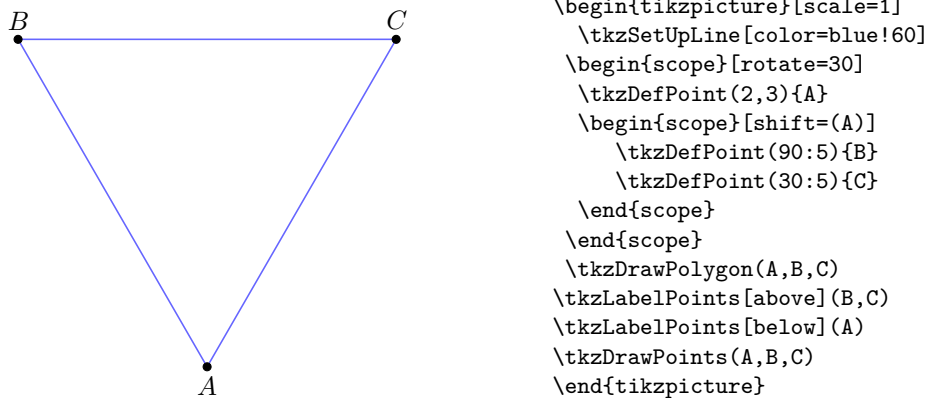 B
C
A
\begin{tikzpicture}[scale=1]
\tkzSetUpLine[color=blue!60]
\begin{scope}[rotate=30]
\tkzDefPoint(2,3){A}
\begin{scope}[shift=(A)]
\tkzDefPoint(90:5){B}
\tkzDefPoint(30:5){C}
\end{scope}
\end{scope}
\tkzDrawPolygon(A,B,C)
\tkzLabelPoints[above](B,C)
\tkzLabelPoints[below](A)
\tkzDrawPoints(A,B,C)
\end{tikzpicture}